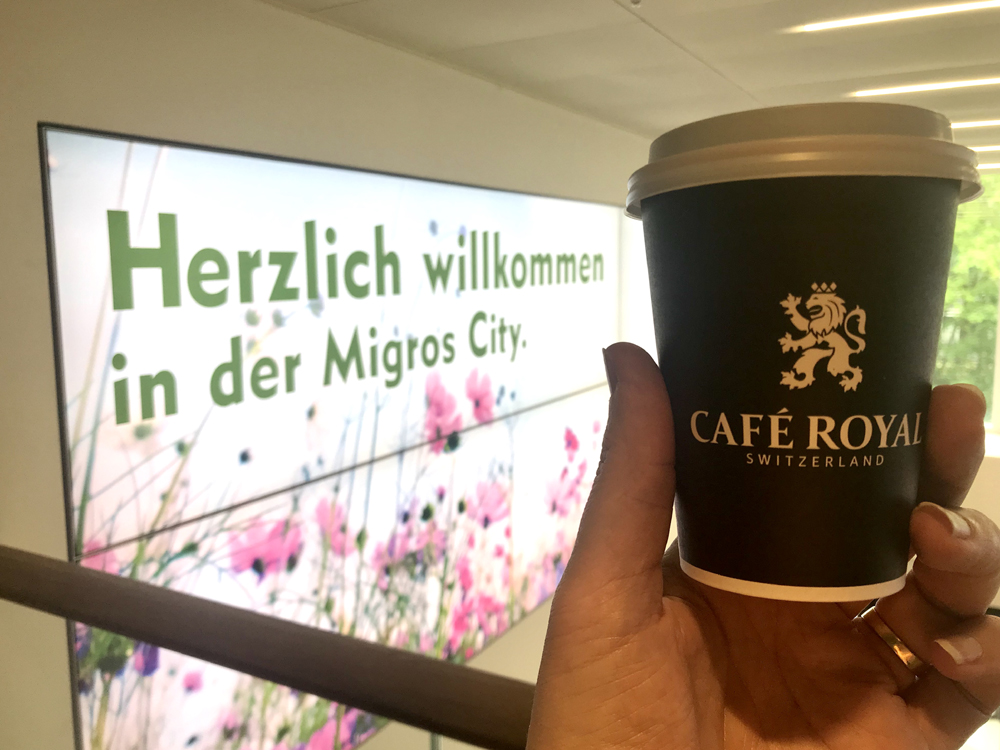 Herzlich willkommen
in der Migros City.
CAFÉ ROYAL
SWITZERLAND